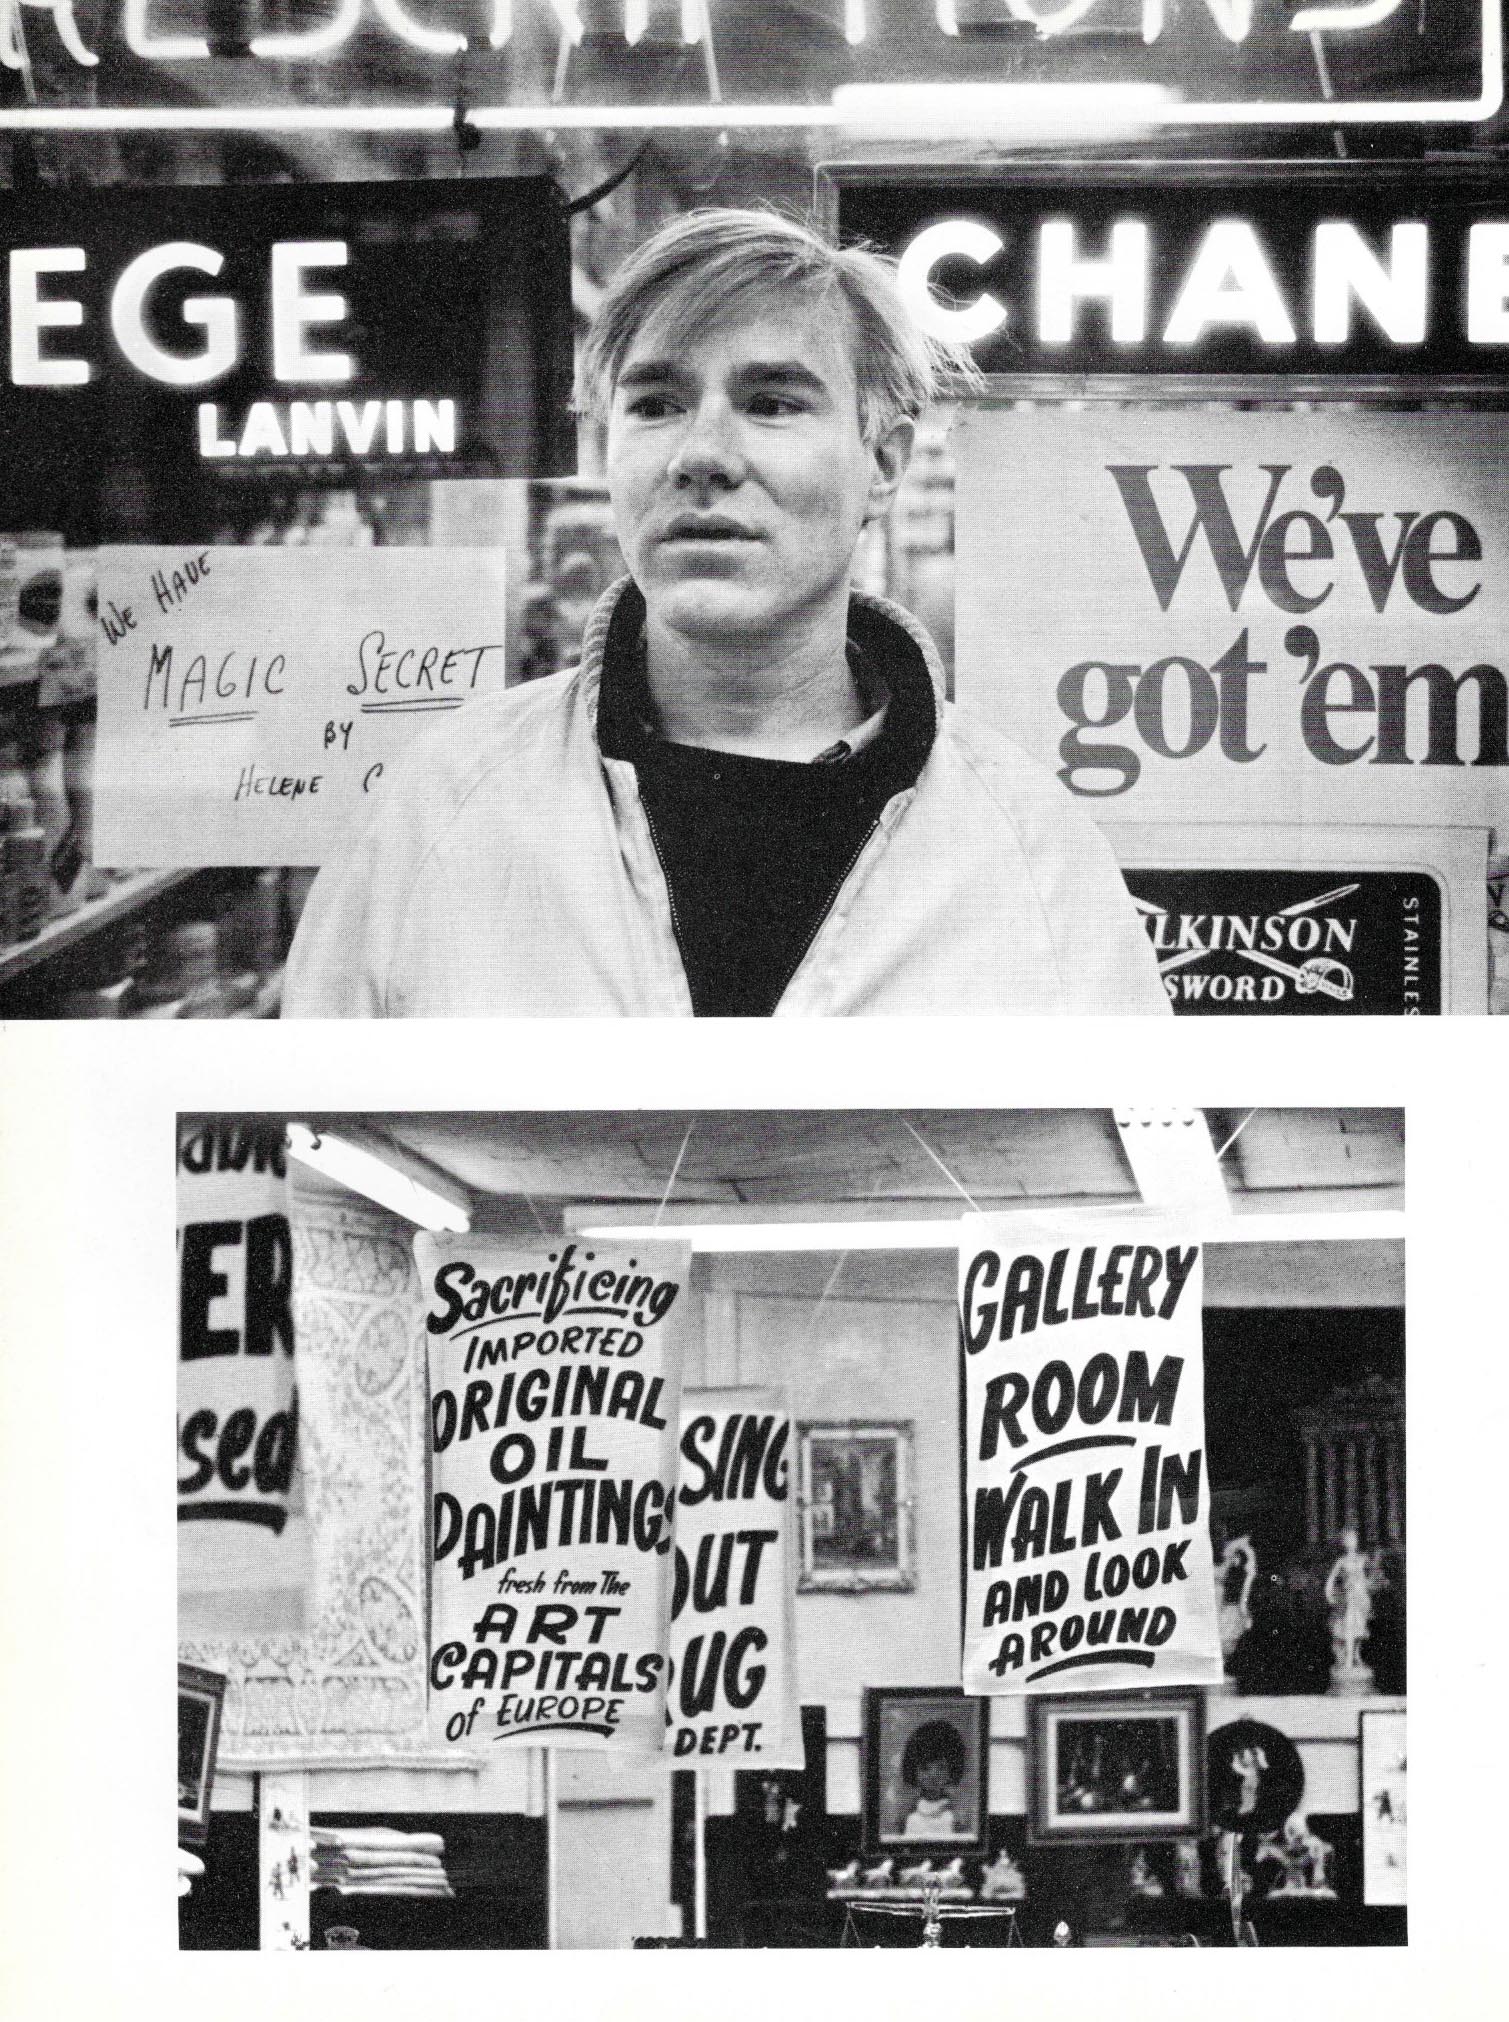 EGE
LANVIN
CHANE
We Have
MAGIC SECRET
BY
HELENE C
We've
got 'em
LKINSON
SWORD
STAINLES
ER
sed
Sacrificing
IMPORTED
ORIGINAL
OIL
PAINTINGS
fresh from The
ART
CAPITALS
of EUROPE
SING
OUT
UG
DEPT.
GALLERY
ROOM
WALK IN
AND LOOK
AROUND